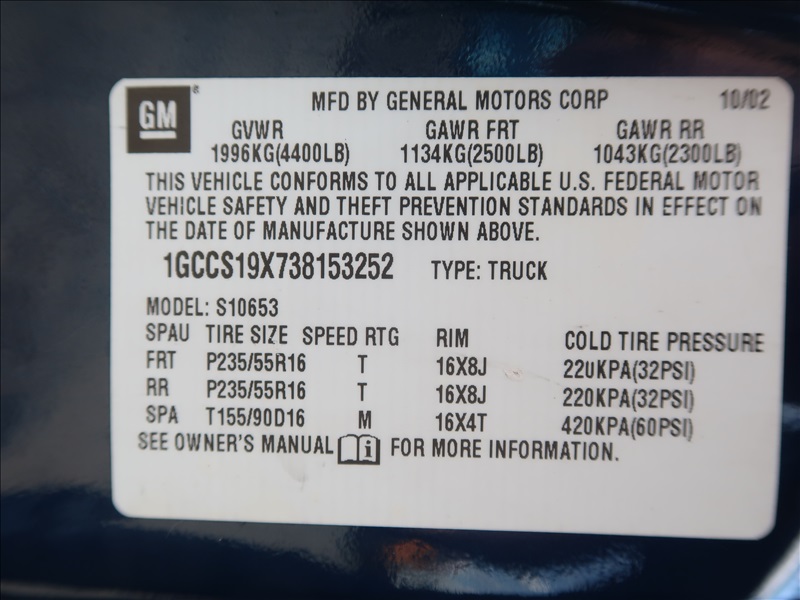 GM® MFD BY GENERAL MOTORS CORP 10/02
GVWR GAWR FRT GAWR RR
1996KG(4400LB) 1134KG(2500LB) 1043KG(2300LB)
THIS VEHICLE CONFORMS TO ALL APPLICABLE U.S. FEDERAL MOTOR
VEHICLE SAFETY AND THEFT PREVENTION STANDARDS IN EFFECT ON
THE DATE OF MANUFACTURE SHOWN ABOVE.
1GCCS19X738153252 TYPE: TRUCK
MODEL: S10653
SPAU TIRE SIZE SPEED RTG RIM COLD TIRE PRESSURE
FRT P235/55R16 T 16X8J 220KPA(32PSI)
RR P235/55R16 T 16X8J 220KPA(32PSI)
SPA T155/90D16 M 16X4T 420KPA(60PSI)
SEE OWNER'S MANUAL i FOR MORE INFORMATION.